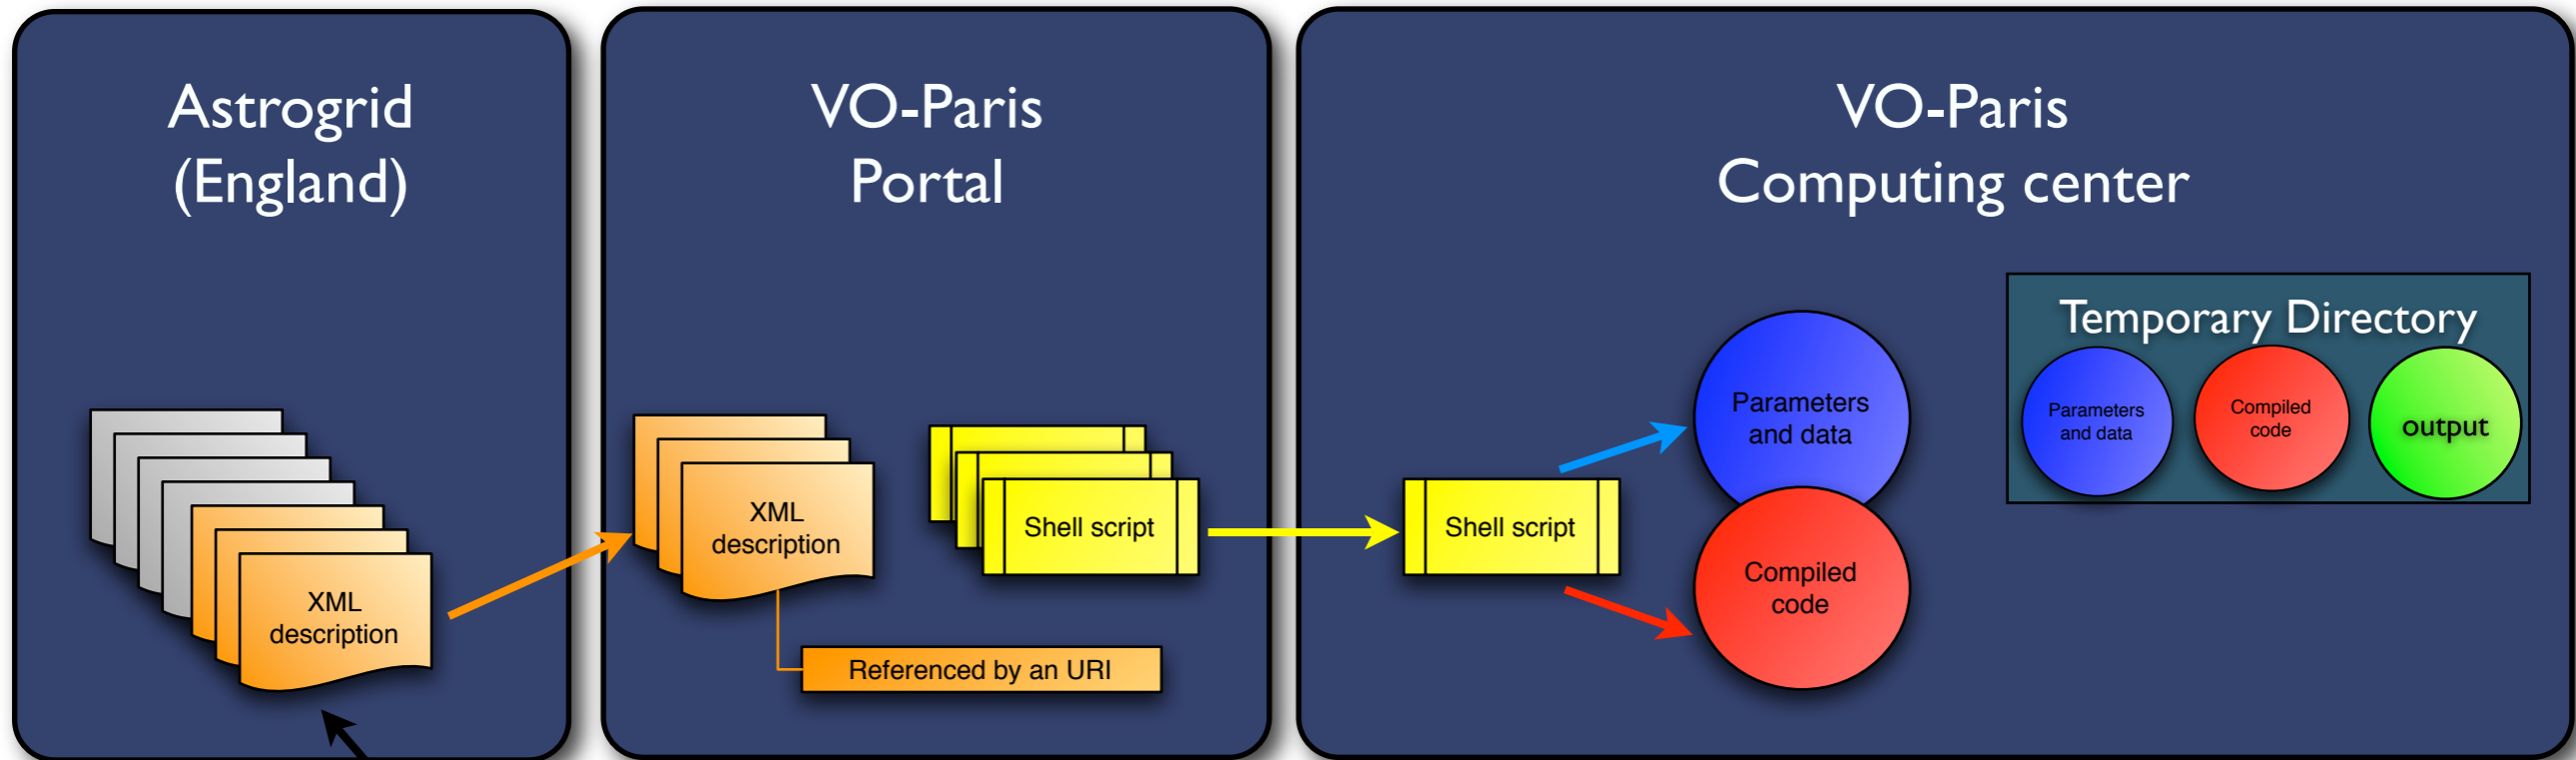 Astrogrid
(England)
XML
description
VO-Paris
Portal
XML
description
Shell script
Referenced by an URI
VO-Paris
Computing center
Shell script
Parameters
and data
Compiled
code
Temporary Directory
Parameters
and data
Compiled
code
output